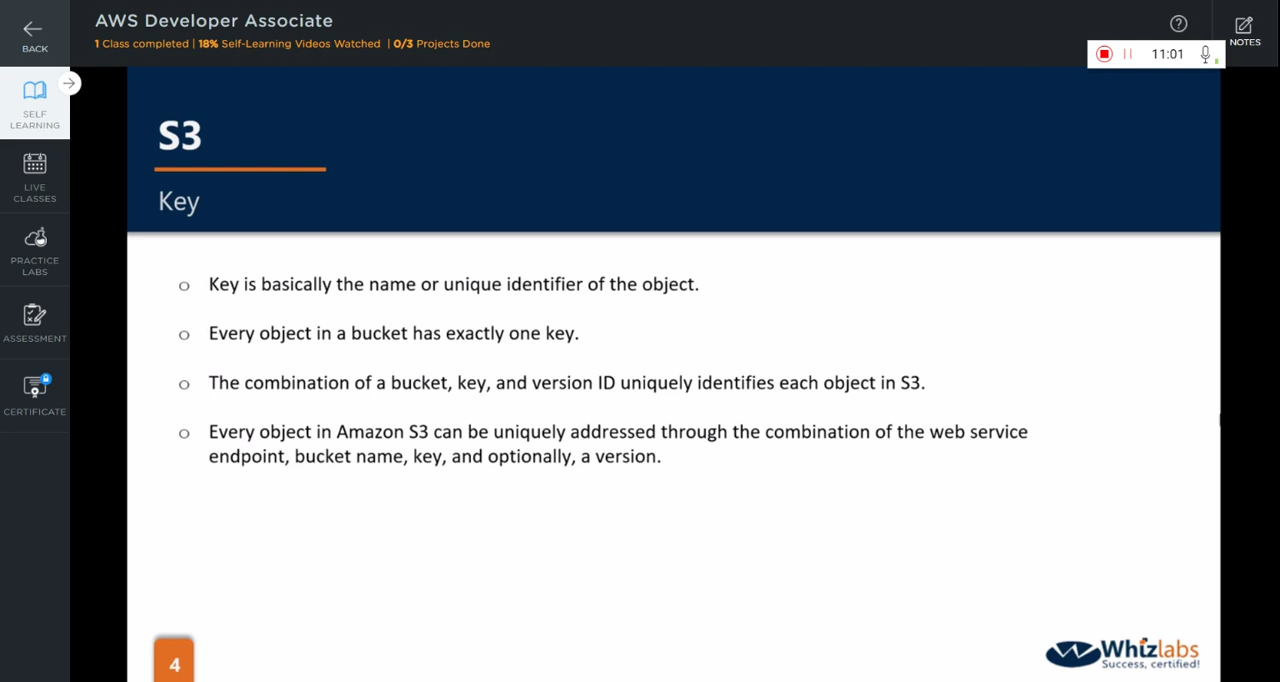 AWS Developer Associate
1 Class completed | 18% Self-Learning Videos Watched | 0/3 Projects Done
BACK
NOTES
11:01
SELF
LEARNING
LIVE
CLASSES
PRACTICE
LABS
ASSESSMENT
CERTIFICATE
S3
Key
Key is basically the name or unique identifier of the object.
Every object in a bucket has exactly one key.
The combination of a bucket, key, and version ID uniquely identifies each object in S3.
Every object in Amazon S3 can be uniquely addressed through the combination of the web service
endpoint, bucket name, key, and optionally, a version.
4
Whizlabs
Success, certified!